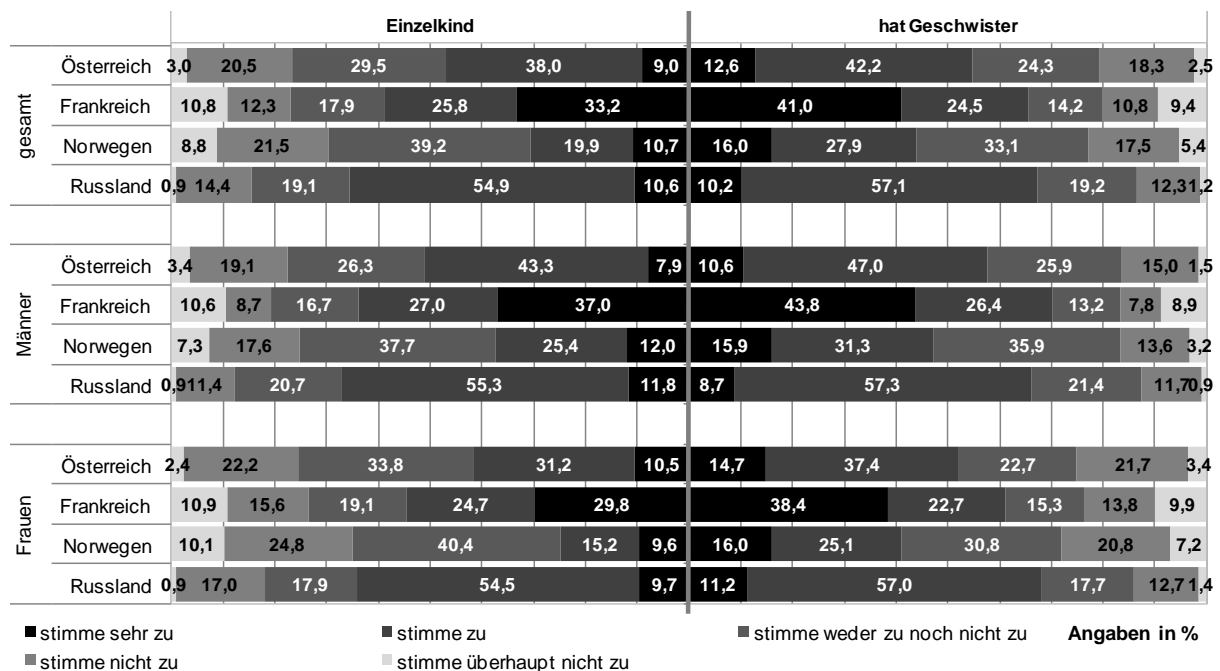 Einzelkind hat Geschwister
gesamt
Österreich 3,0 20,5 29,5 38,0 9,0 12,6 42,2 24,3 18,3 2,5
Frankreich 10,8 12,3 17,9 25,8 33,2 41,0 24,5 14,2 10,8 9,4
Norwegen 8,8 21,5 39,2 19,9 10,7 16,0 27,9 33,1 17,5 5,4
Russland 0,9 14,4 19,1 54,9 10,6 10,2 57,1 19,2 12,3 1,2
Männer
Österreich 3,4 19,1 26,3 43,3 7,9 10,6 47,0 25,9 15,0 1,5
Frankreich 10,6 8,7 16,7 27,0 37,0 43,8 26,4 13,2 7,8 8,9
Norwegen 7,3 17,6 37,7 25,4 12,0 15,9 31,3 35,9 13,6 3,2
Russland 0,9 11,4 20,7 55,3 11,8 8,7 57,3 21,4 11,7 0,9
Frauen
Österreich 2,4 22,2 33,8 31,2 10,5 14,7 37,4 22,7 21,7 3,4
Frankreich 10,9 15,6 19,1 24,7 29,8 38,4 22,7 15,3 13,8 9,9
Norwegen 10,1 24,8 40,4 15,2 9,6 16,0 25,1 30,8 20,8 7,2
Russland 0,9 17,0 17,9 54,5 9,7 11,2 57,0 17,7 12,7 1,4
stimme sehr zu stimme zu stimme weder zu noch nicht zu Angaben in %
stimme nicht zu stimme überhaupt nicht zu